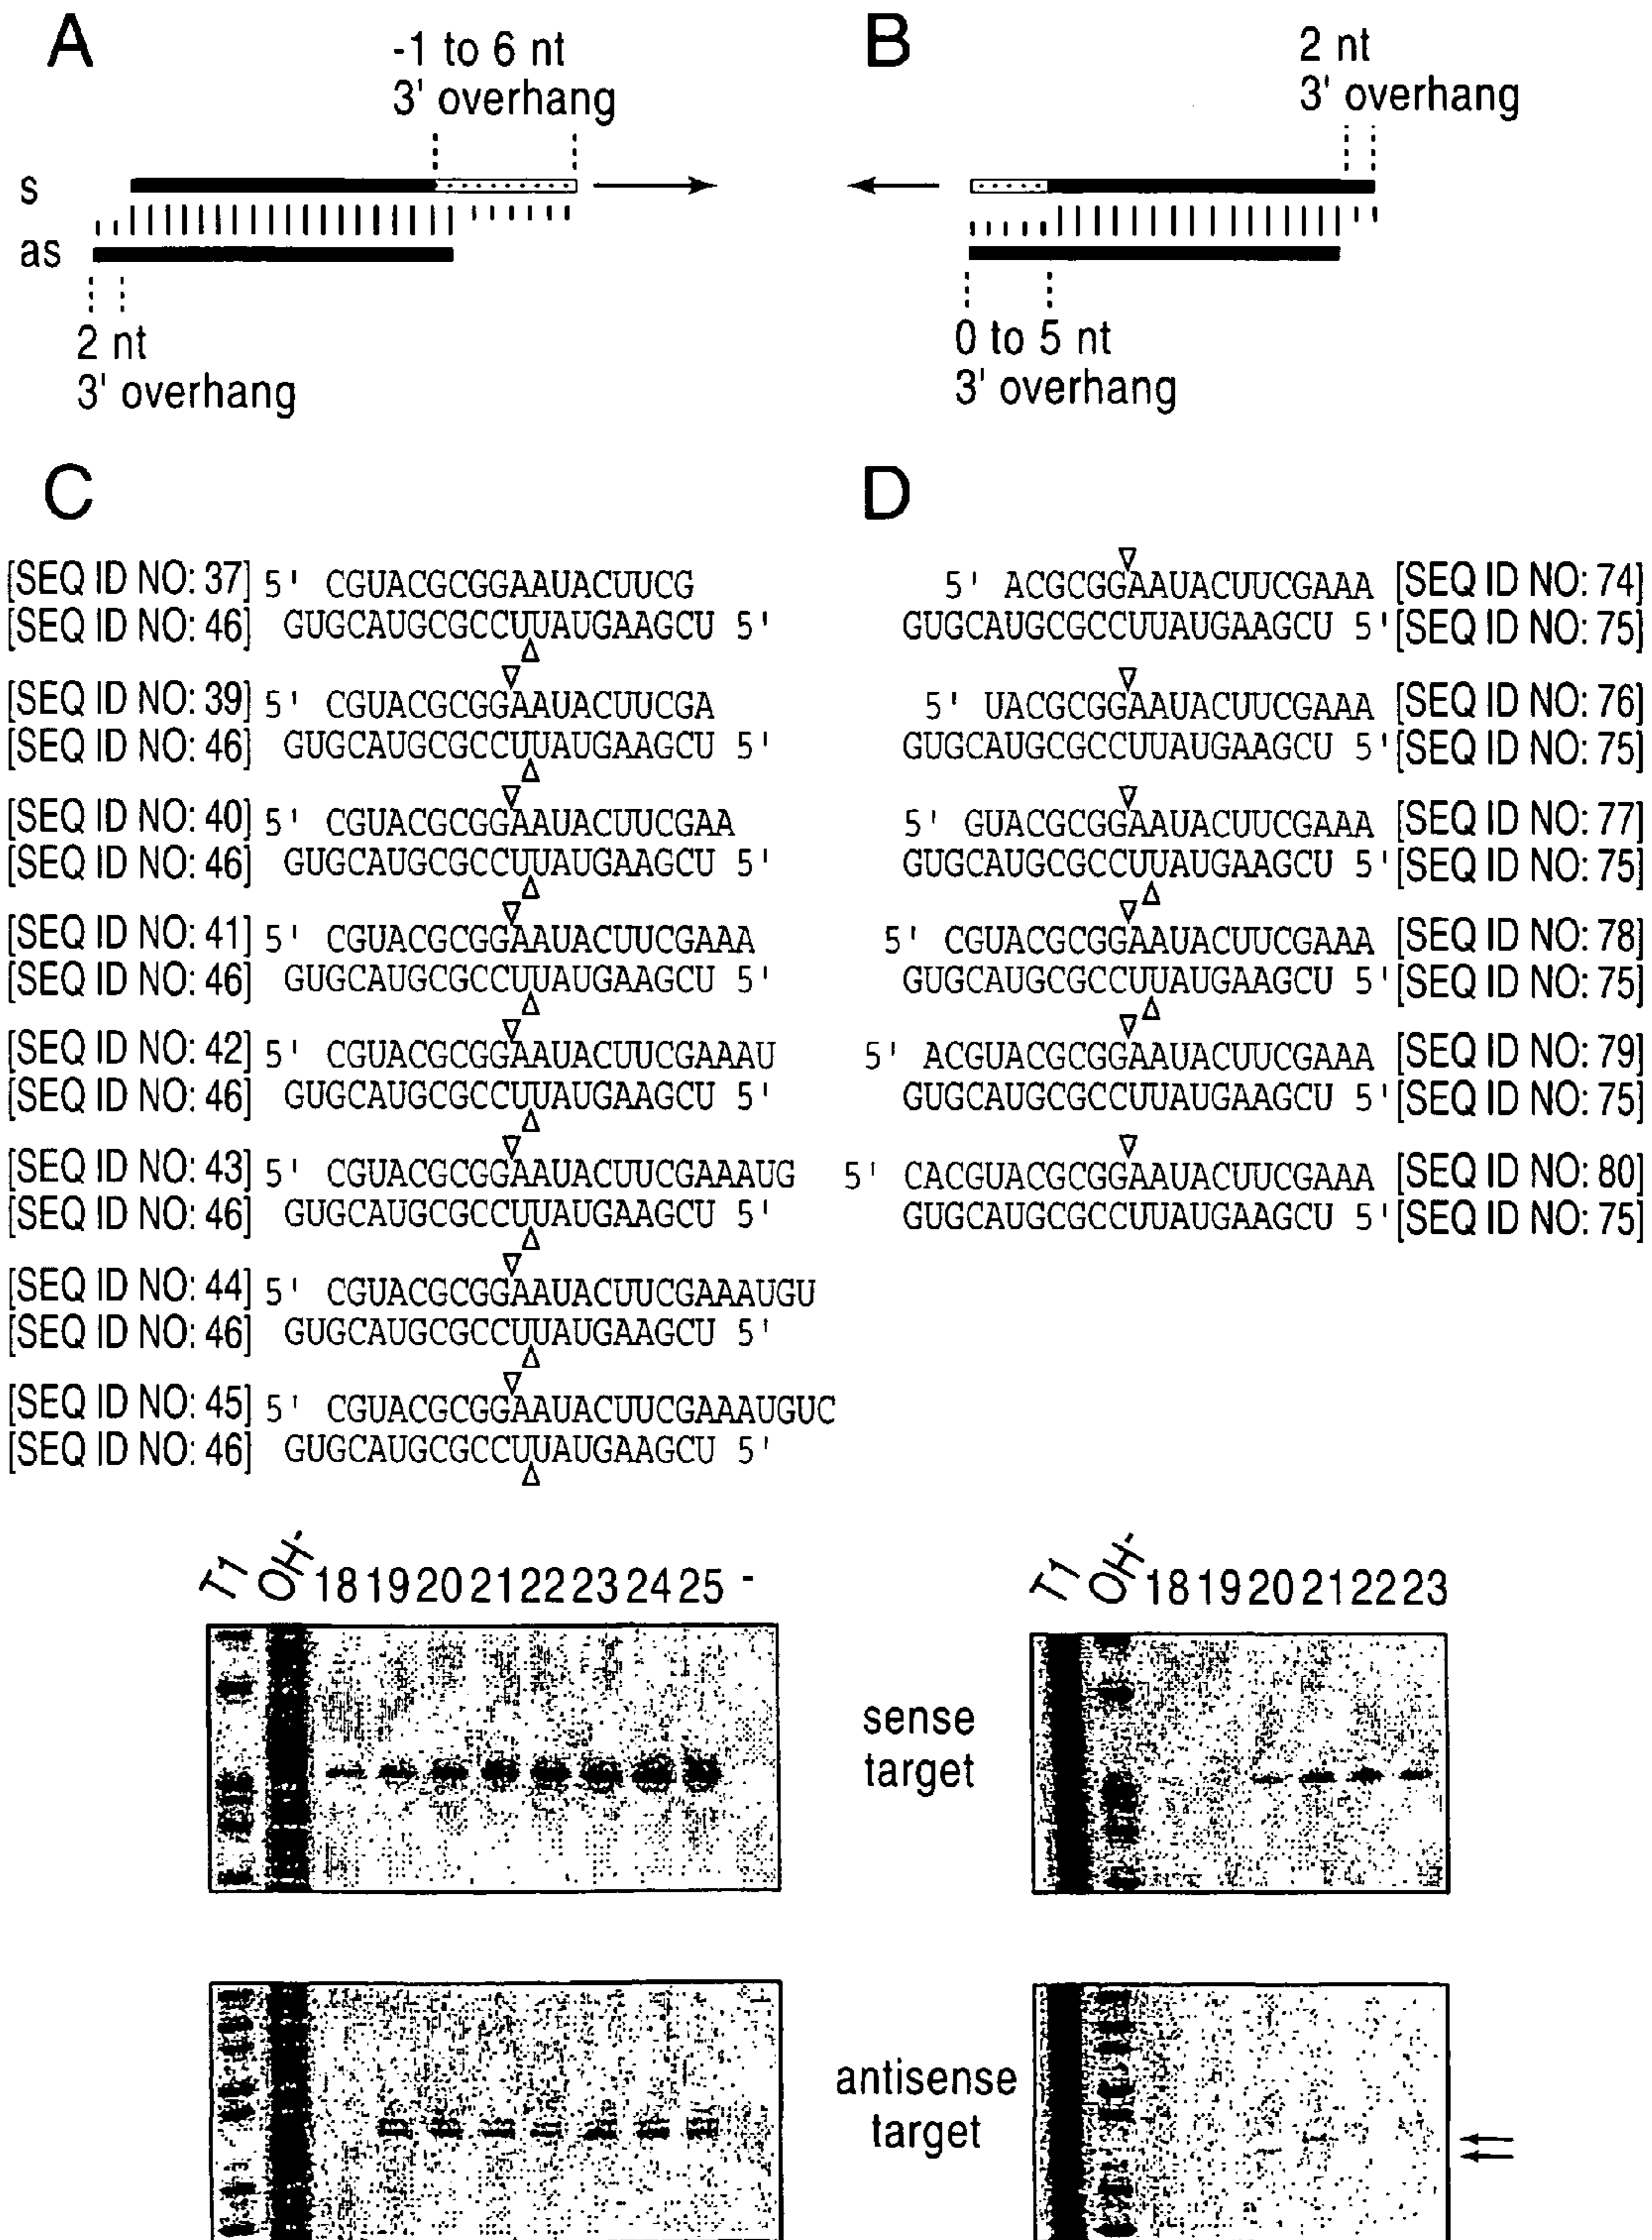 A
-1 to 6 nt
3' overhang
s
as
2 nt
3' overhang
B
2 nt
3' overhang
0 to 5 nt
3' overhang
C
[SEQ ID NO: 37] 5' CGUACGCGGAAUACUUCG
[SEQ ID NO: 46] GUGCAUGCGCCUUAUGAAGCU 5'
[SEQ ID NO: 39] 5' CGUACGCGGAAUACUUCGA
[SEQ ID NO: 46] GUGCAUGCGCCUUAUGAAGCU 5'
[SEQ ID NO: 40] 5' CGUACGCGGAAUACUUCGAA
[SEQ ID NO: 46] GUGCAUGCGCCUUAUGAAGCU 5'
[SEQ ID NO: 41] 5' CGUACGCGGAAUACUUCGAAA
[SEQ ID NO: 46] GUGCAUGCGCCUUAUGAAGCU 5'
[SEQ ID NO: 42] 5' CGUACGCGGAAUACUUCGAAAU
[SEQ ID NO: 46] GUGCAUGCGCCUUAUGAAGCU 5'
[SEQ ID NO: 43] 5' CGUACGCGGAAUACUUCGAAAUG
[SEQ ID NO: 46] GUGCAUGCGCCUUAUGAAGCU 5'
[SEQ ID NO: 44] 5' CGUACGCGGAAUACUUCGAAAUGU
[SEQ ID NO: 46] GUGCAUGCGCCUUAUGAAGCU 5'
[SEQ ID NO: 45] 5' CGUACGCGGAAUACUUCGAAAUGUC
[SEQ ID NO: 46] GUGCAUGCGCCUUAUGAAGCU 5'
D
5' ACGCGGAAUACUUCGAAA [SEQ ID NO: 74]
GUGCAUGCGCCUUAUGAAGCU 5' [SEQ ID NO: 75]
5' UACGCGGAAUACUUCGAAA [SEQ ID NO: 76]
GUGCAUGCGCCUUAUGAAGCU 5' [SEQ ID NO: 75]
5' GUACGCGGAAUACUUCGAAA [SEQ ID NO: 77]
GUGCAUGCGCCUUAUGAAGCU 5' [SEQ ID NO: 75]
5' CGUACGCGGAAUACUUCGAAA [SEQ ID NO: 78]
GUGCAUGCGCCUUAUGAAGCU 5' [SEQ ID NO: 75]
5' ACGUACGCGGAAUACUUCGAAA [SEQ ID NO: 79]
GUGCAUGCGCCUUAUGAAGCU 5' [SEQ ID NO: 75]
5' CACGUACGCGGAAUACUUCGAAA [SEQ ID NO: 80]
GUGCAUGCGCCUUAUGAAGCU 5' [SEQ ID NO: 75]
T1 OH- 18 19 20 21 22 23 24 25 -
T1 OH- 18 19 20 21 22 23
sense
target
antisense
target